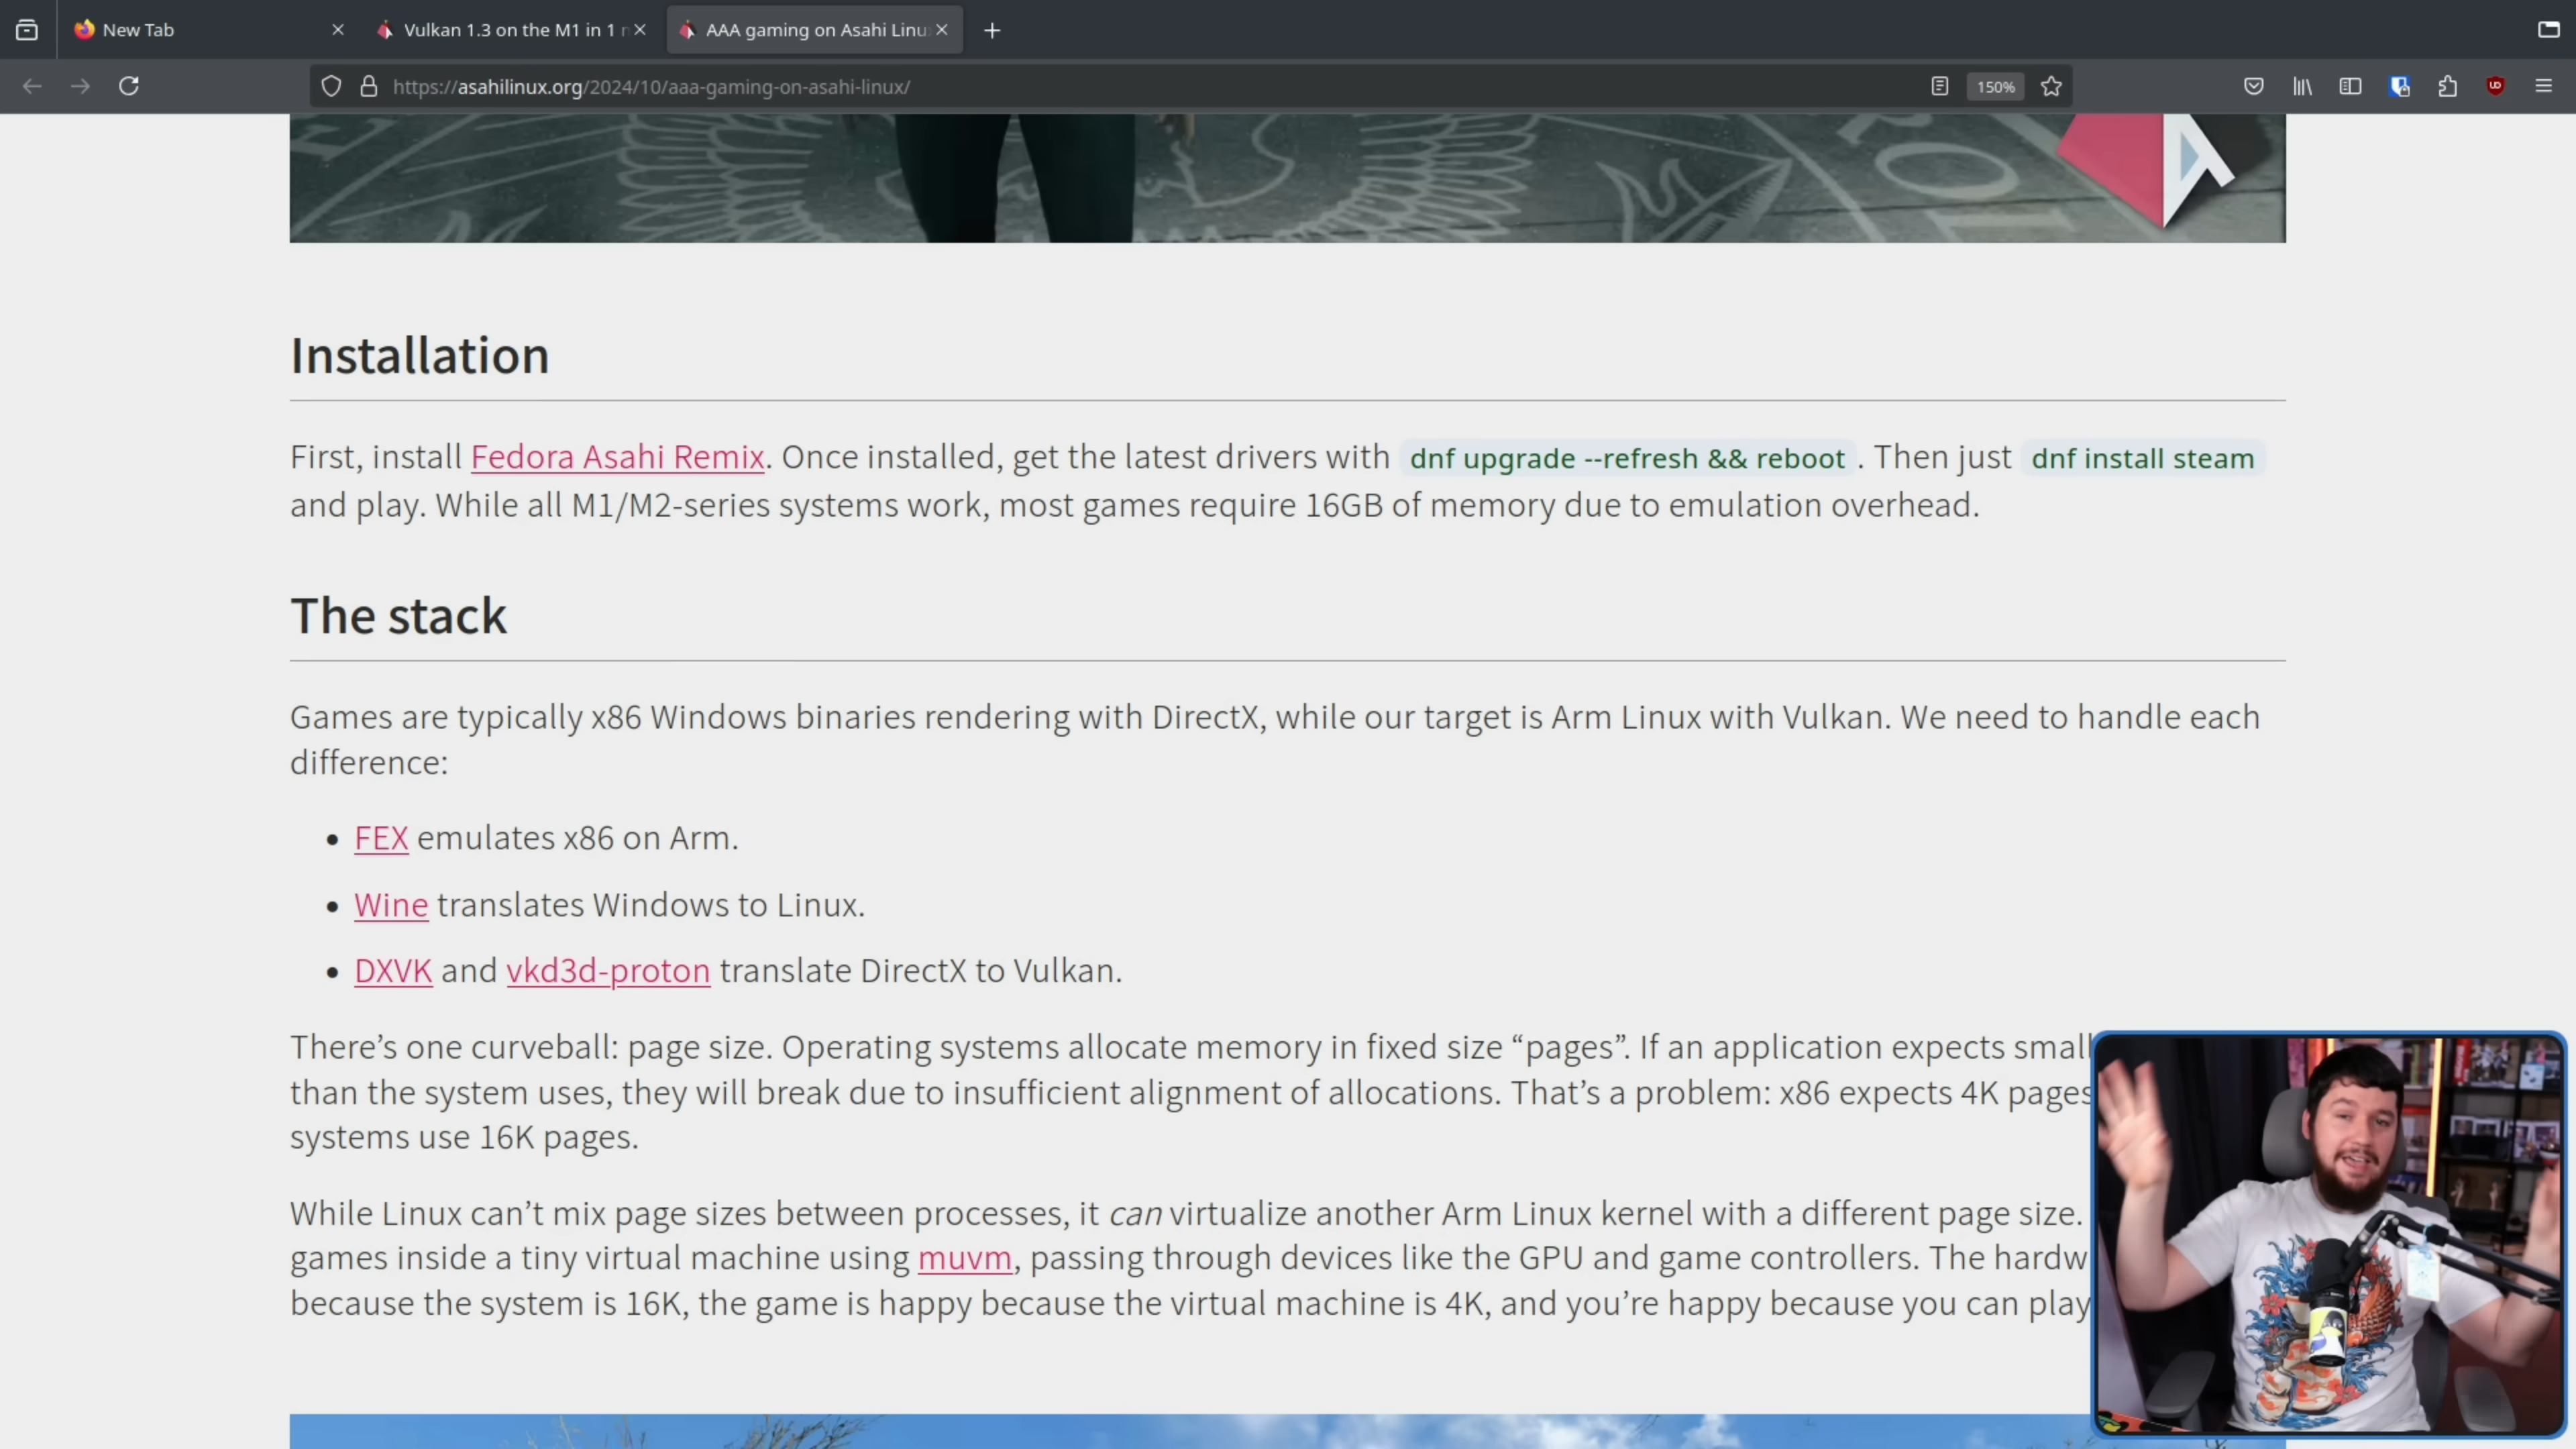 New Tab
Vulkan 1.3 on the M1 in 1
AAA gaming on Asahi Linu
https://asahilinux.org/2024/10/aaa-gaming-on-asahi-linux/
150%
Installation
First, install Fedora Asahi Remix. Once installed, get the latest drivers with dnf upgrade --refresh && reboot. Then just dnf install steam
and play. While all M1/M2-series systems work, most games require 16GB of memory due to emulation overhead.
The stack
Games are typically x86 Windows binaries rendering with DirectX, while our target is Arm Linux with Vulkan. We need to handle each
difference:
• FEX emulates x86 on Arm.
• Wine translates Windows to Linux.
• DXVK and vkd3d-proton translate DirectX to Vulkan.
There’s one curveball: page size. Operating systems allocate memory in fixed size “pages”. If an application expects small
than the system uses, they will break due to insufficient alignment of allocations. That’s a problem: x86 expects 4K pages
systems use 16K pages.
While Linux can’t mix page sizes between processes, it can virtualize another Arm Linux kernel with a different page size.
games inside a tiny virtual machine using muvm, passing through devices like the GPU and game controllers. The hardw
because the system is 16K, the game is happy because the virtual machine is 4K, and you’re happy because you can play